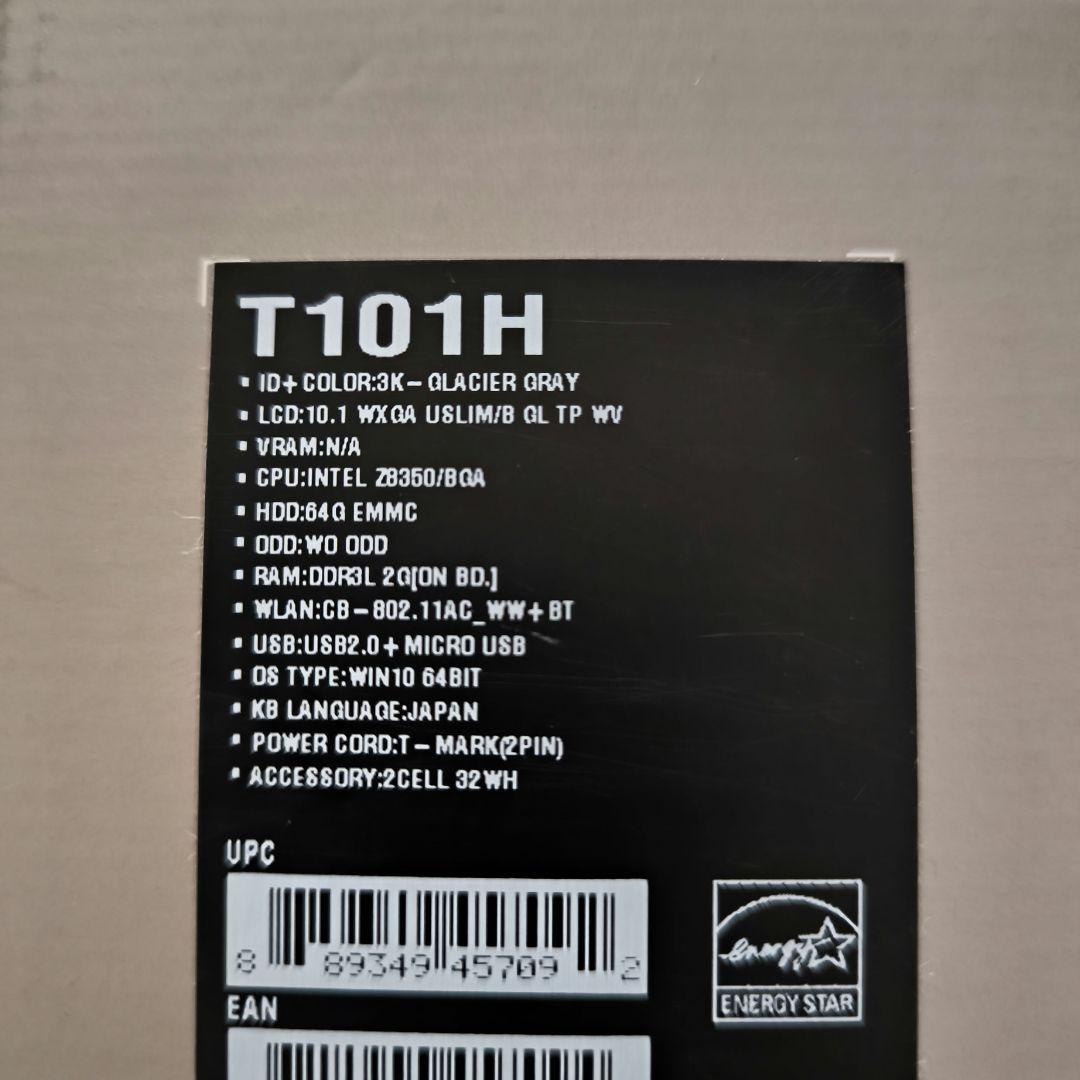 T101H
▪ ID+COLOR:3K-GLACIER GRAY
▪ LCD:10.1 WXGA USLIM/B GL TP WV
▪ VRAM:N/A
▪ CPU:INTEL Z8350/BGA
▪ HDD:64G EMMC
▪ ODD:WO ODD
▪ RAM:DDR3L 2G[ON BD.]
▪ WLAN:CB-802.11AC_WW+BT
▪ USB:USB2.0+MICRO USB
▪ OS TYPE:WIN10 64BIT
▪ KB LANGUAGE:JAPAN
▪ POWER CORD:T-MARK(2PIN)
▪ ACCESSORY:2CELL 32WH
UPC
8 89349 45709 2
energy
ENERGY STAR
EAN